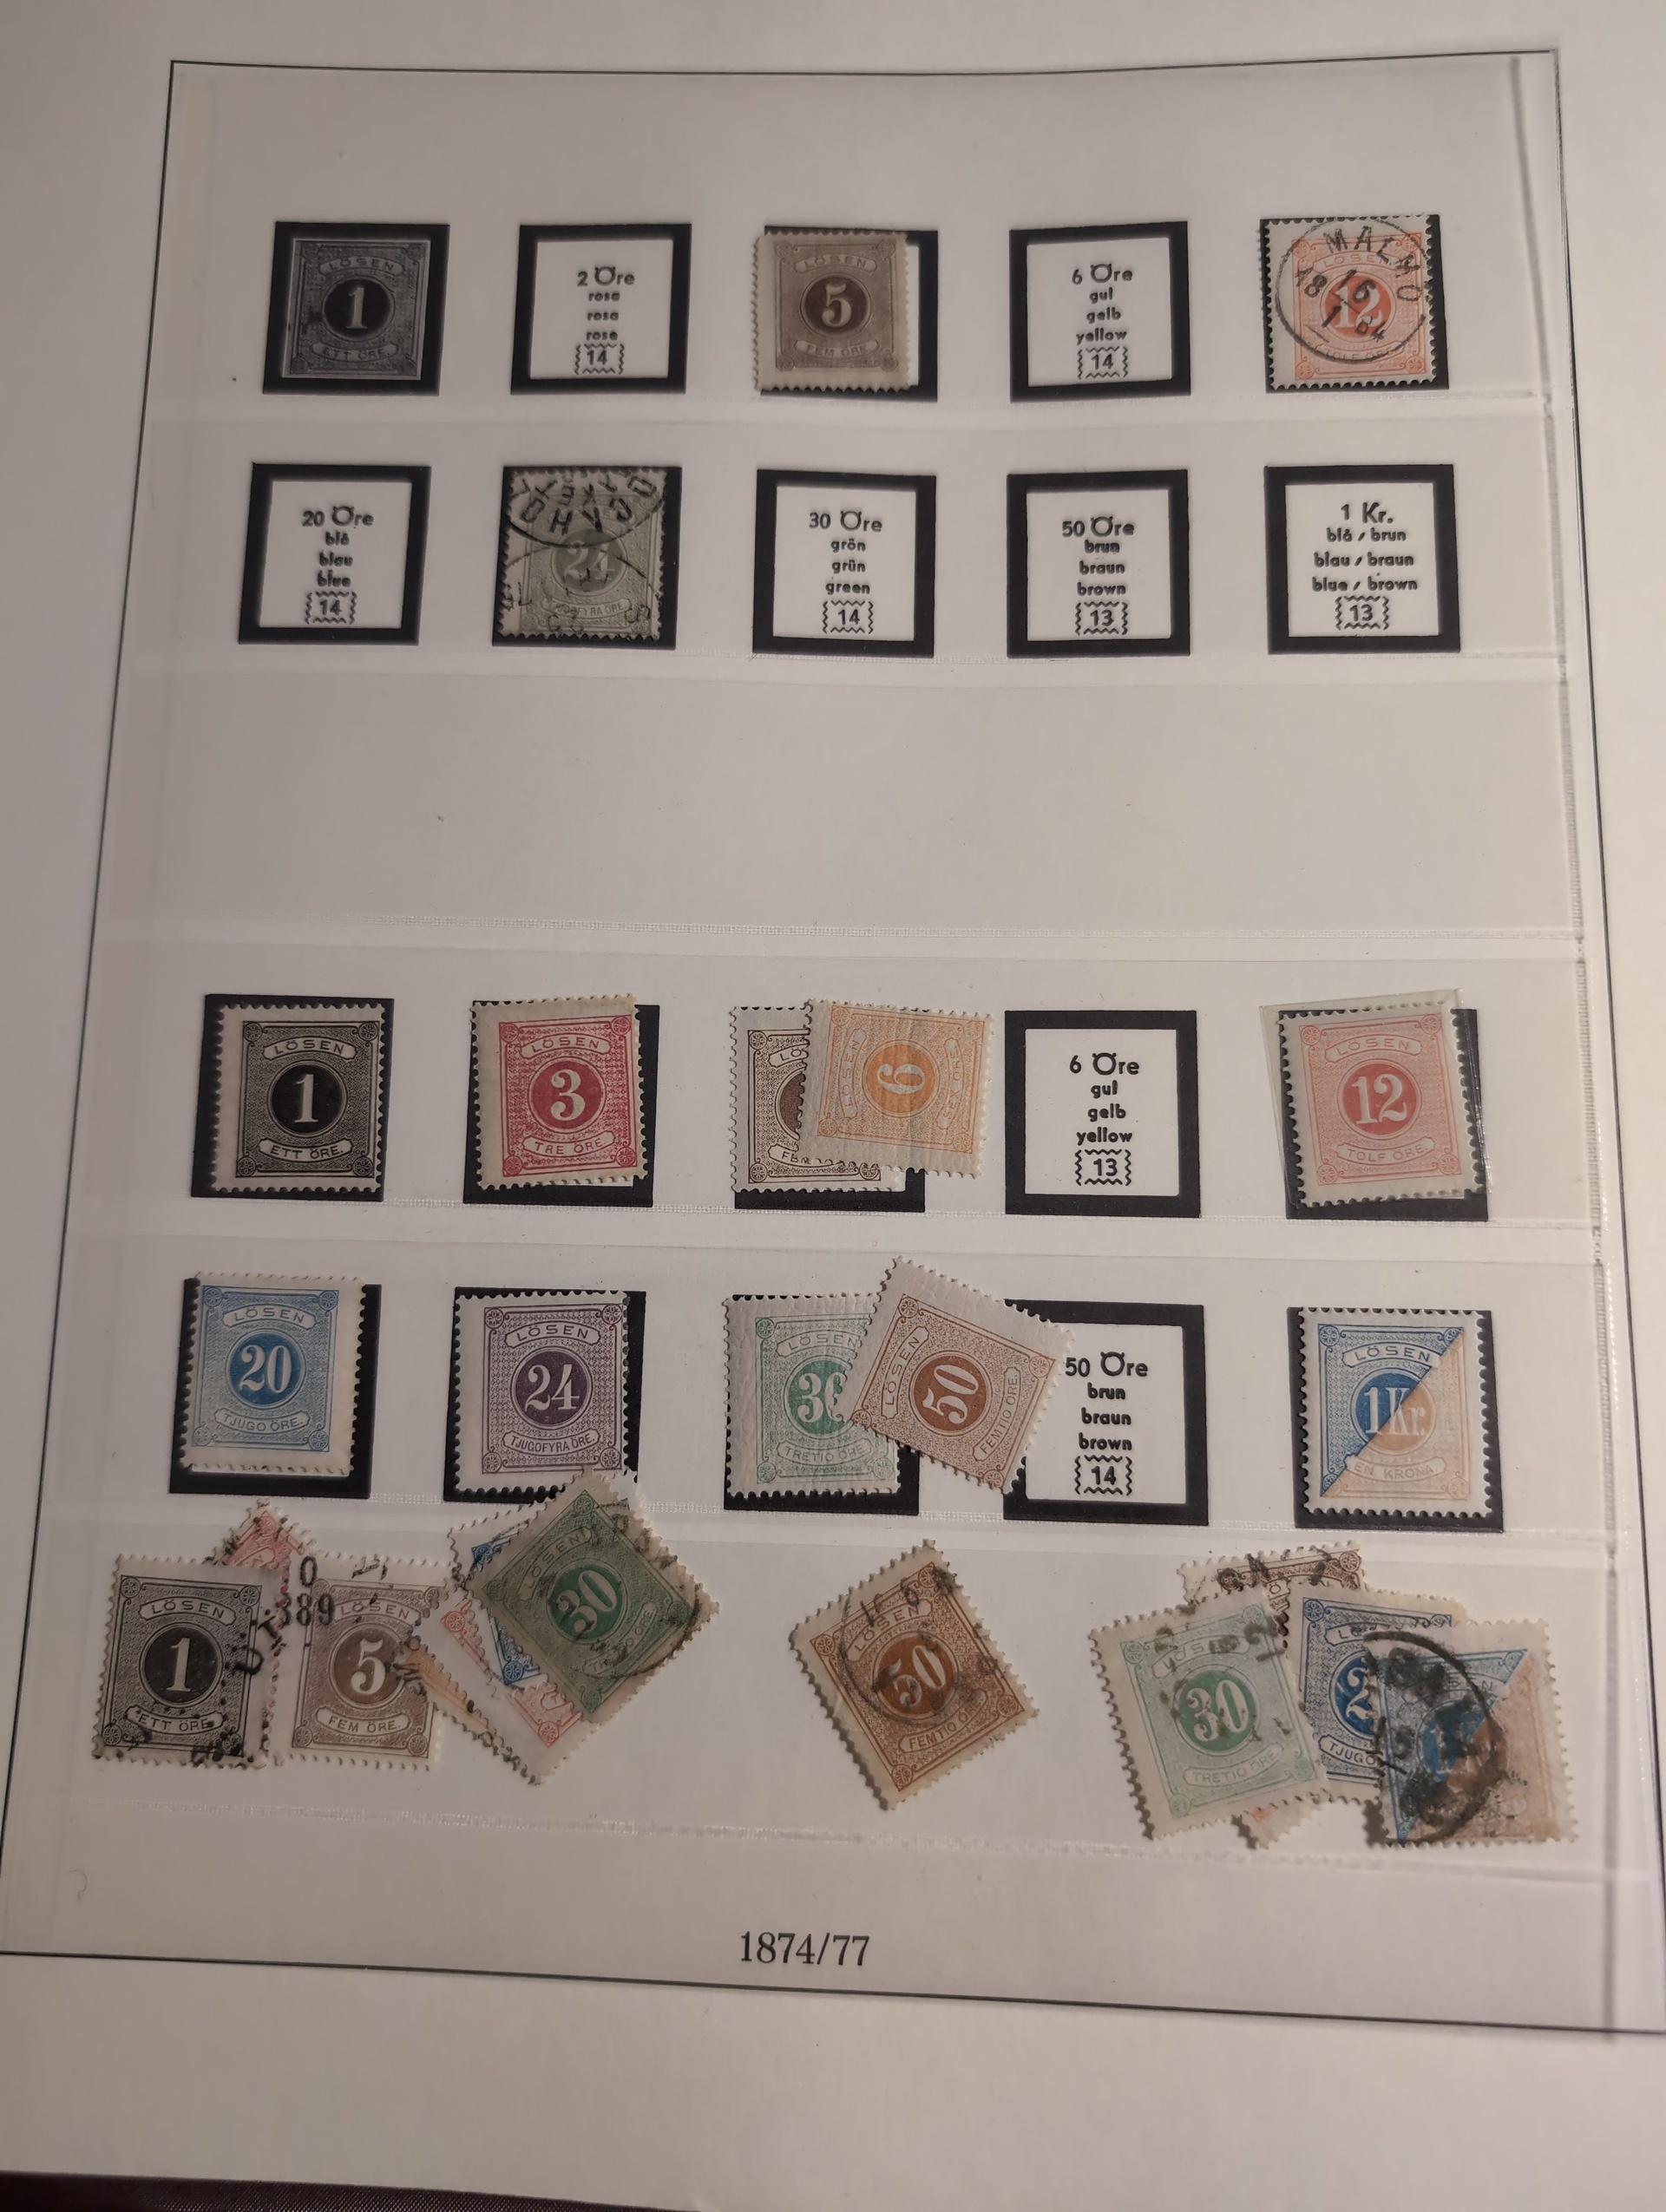 LÖSEN
1
ETT ÖRE.
2 Öre
rosa
rosa
rose
14
LÖSEN
5
FEM ÖRE.
6 Öre
gul
gelb
yellow
14
LÖSEN
12
MALMÖ
16
1
20 Öre
blå
blau
blue
14
24
30 Öre
grön
grün
green
14
50 Öre
brun
braun
brown
13
1 Kr.
blå / brun
blau / braun
blue / brown
13
LÖSEN
1
ETT ÖRE.
LÖSEN
3
TRE ÖRE.
LÖSEN
6
6 Öre
gul
gelb
yellow
13
LÖSEN
12
TOLF ÖRE.
LÖSEN
20
TJUGO ÖRE.
LÖSEN
24
TJUGOFYRA ÖRE.
LÖSEN
30
TRETIO ÖRE
LÖSEN
50
FEMTIO ÖRE.
50 Öre
brun
braun
brown
14
LÖSEN
1 Kr.
EN KRONA
LÖSEN
1
ETT ÖRE.
LÖSEN
5
FEM ÖRE.
LÖSEN
30
LÖSEN
50
FEMTIO
30
TRETIO ÖRE
1874/77